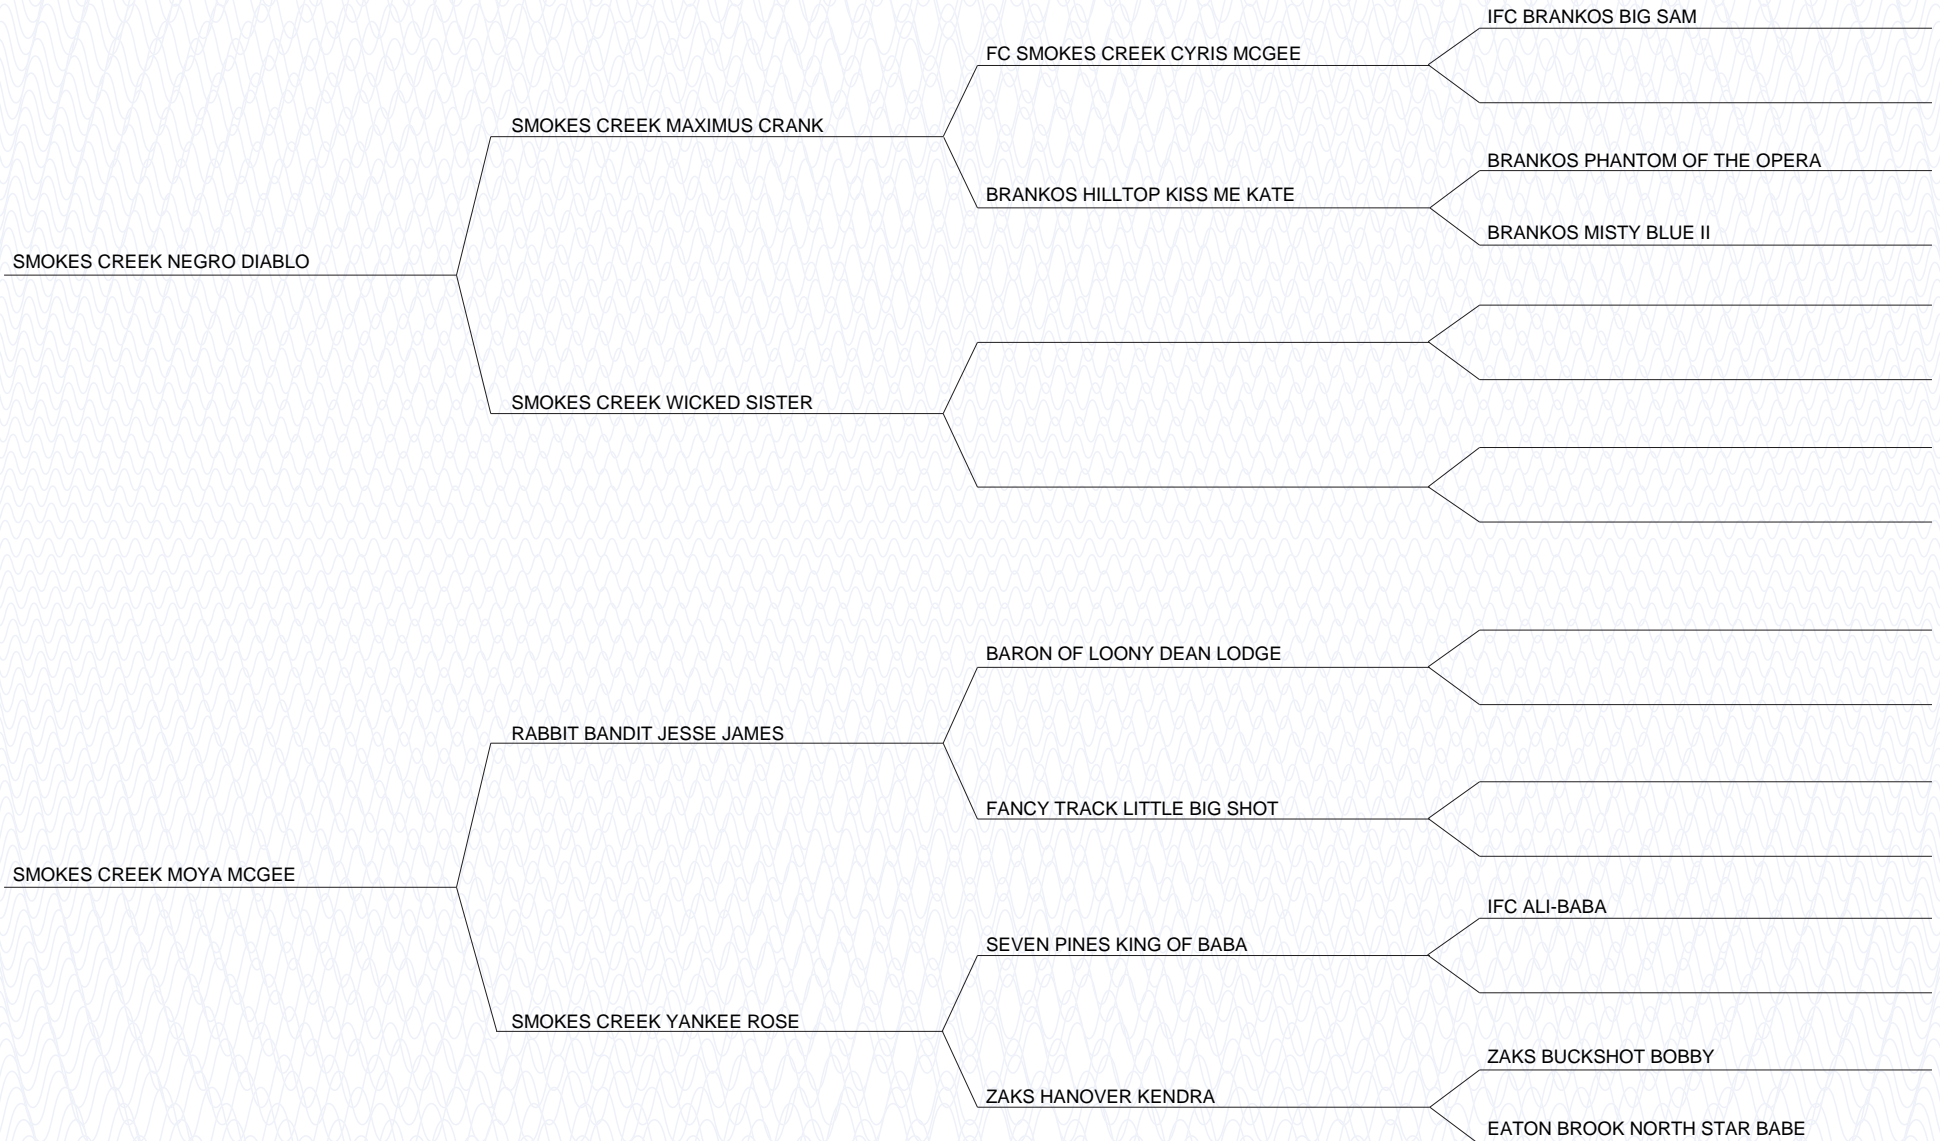 IFC BRANKOS BIG SAM
FC SMOKES CREEK CYRIS MCGEE
SMOKES CREEK MAXIMUS CRANK
BRANKOS PHANTOM OF THE OPERA
BRANKOS HILLTOP KISS ME KATE
BRANKOS MISTY BLUE II
SMOKES CREEK NEGRO DIABLO
SMOKES CREEK WICKED SISTER
BARON OF LOONY DEAN LODGE
RABBIT BANDIT JESSE JAMES
FANCY TRACK LITTLE BIG SHOT
SMOKES CREEK MOYA MCGEE
IFC ALI-BABA
SEVEN PINES KING OF BABA
SMOKES CREEK YANKEE ROSE
ZAKS BUCKSHOT BOBBY
ZAKS HANOVER KENDRA
EATON BROOK NORTH STAR BABE